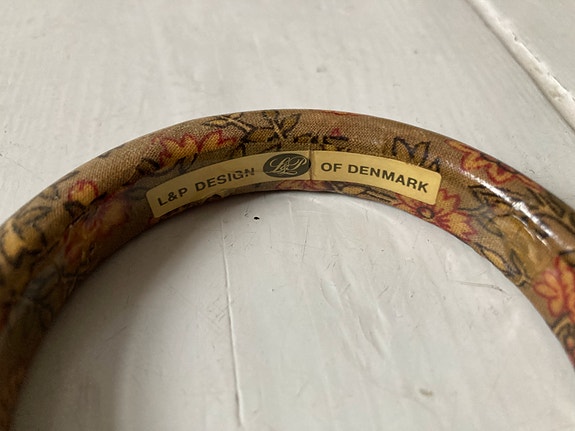 L&P DESIGN L&P OF DENMARK